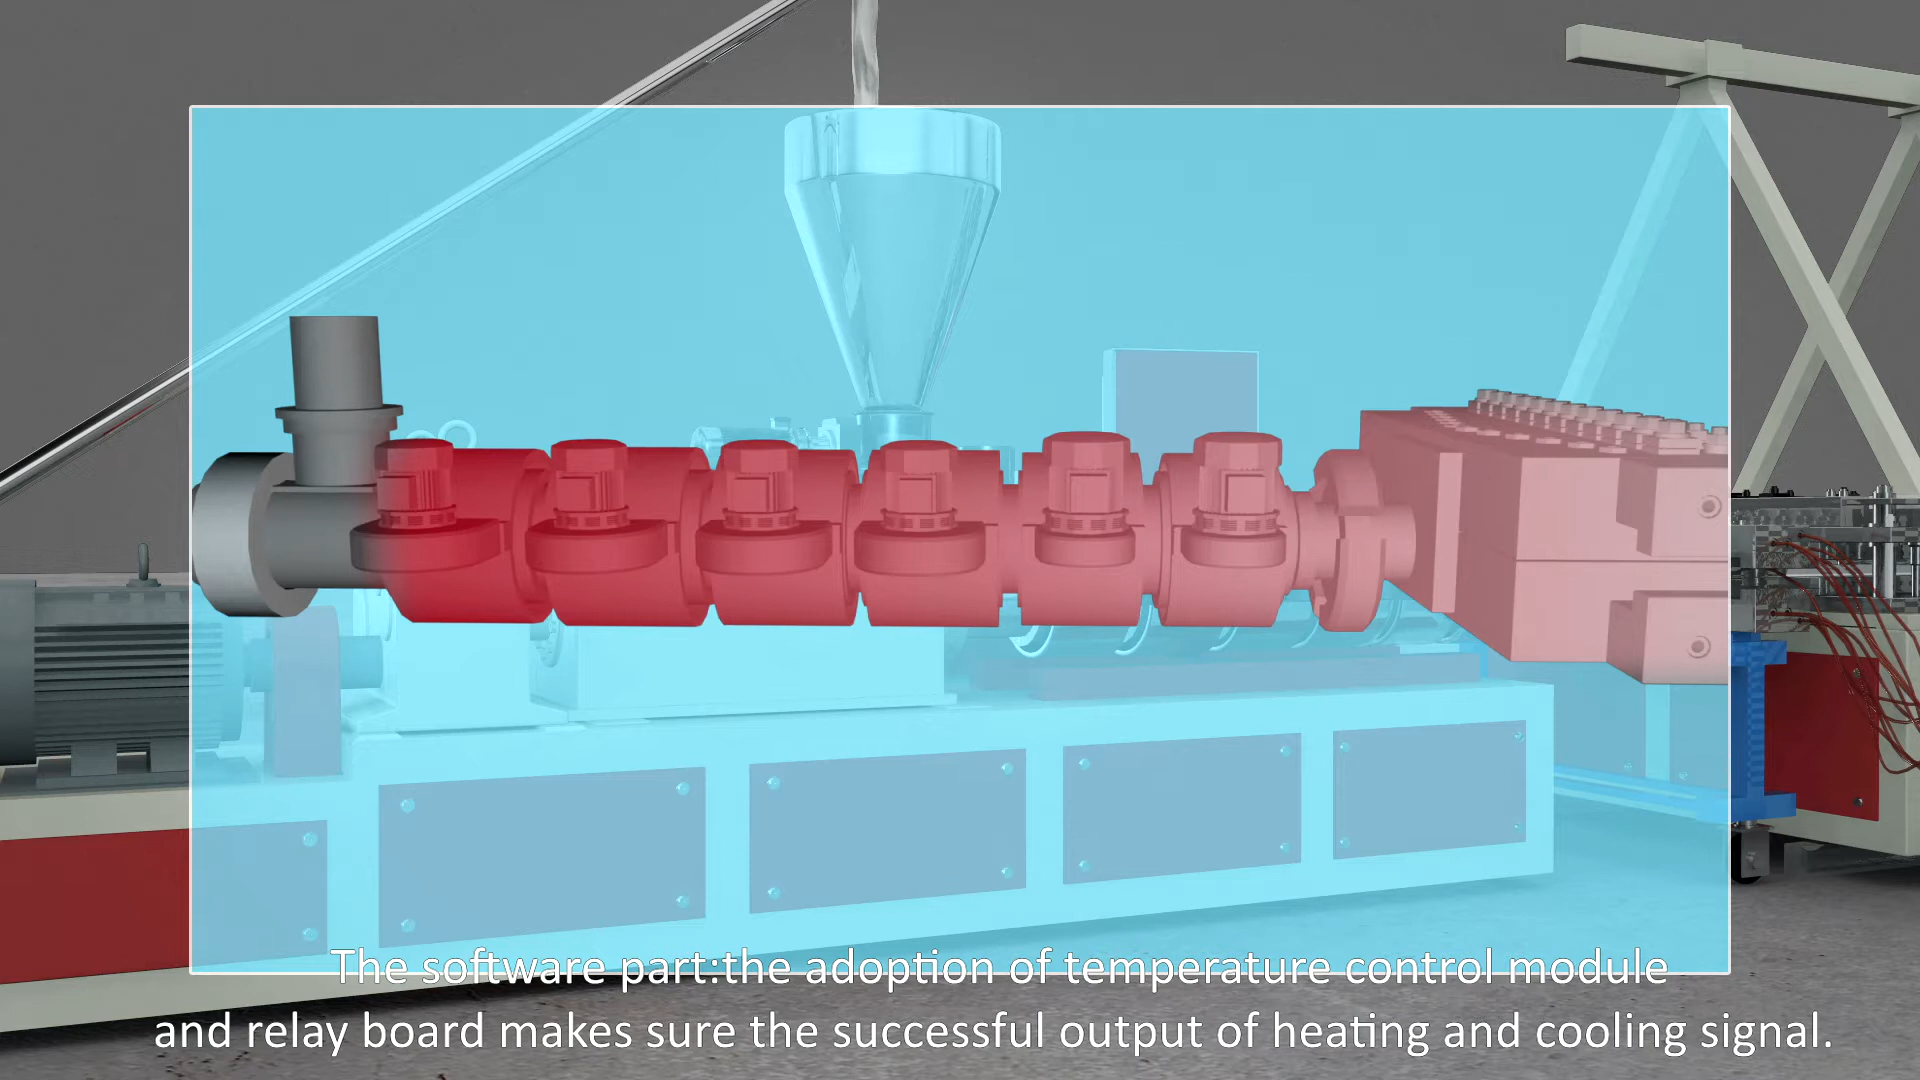 The software part:the adoption of temperature control module
and relay board makes sure the successful output of heating and cooling signal.